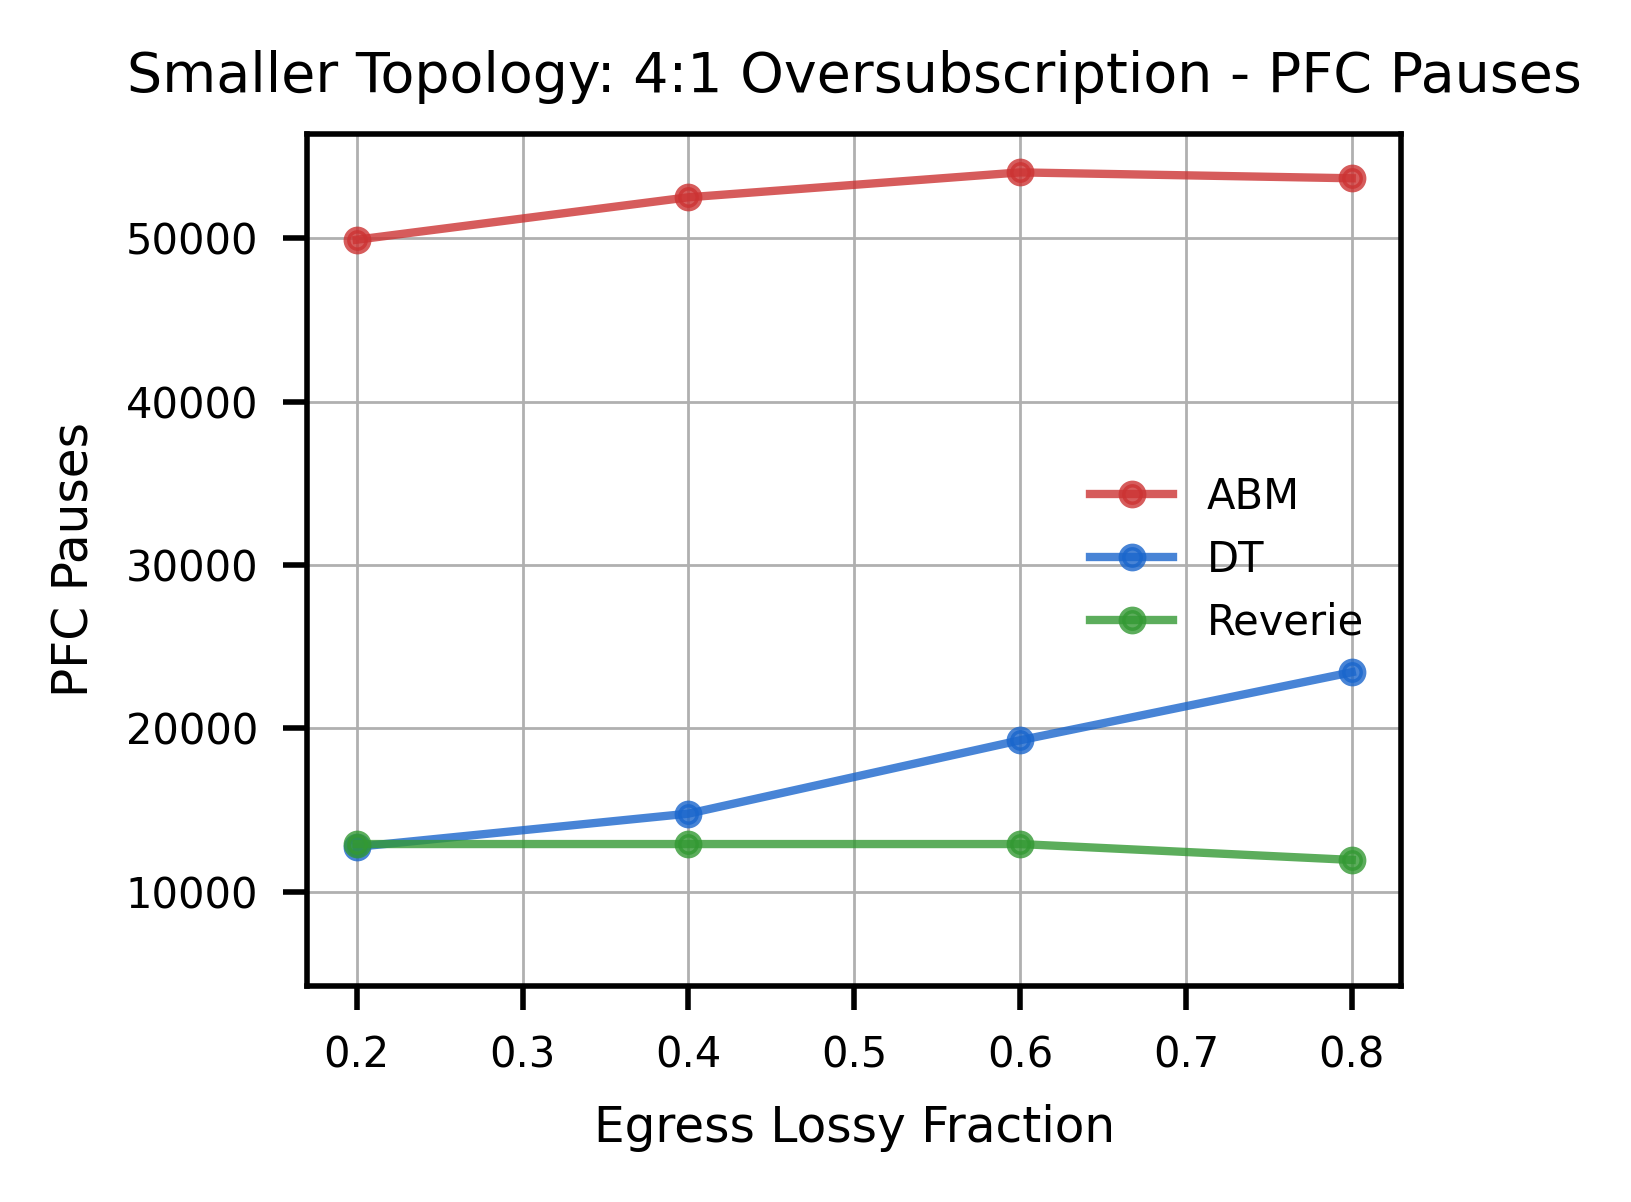 Smaller Topology: 4:1 Oversubscription - PFC Pauses
PFC Pauses
50000
40000
30000
20000
10000
ABM
DT
Reverie
0.2 0.3 0.4 0.5 0.6 0.7 0.8
Egress Lossy Fraction